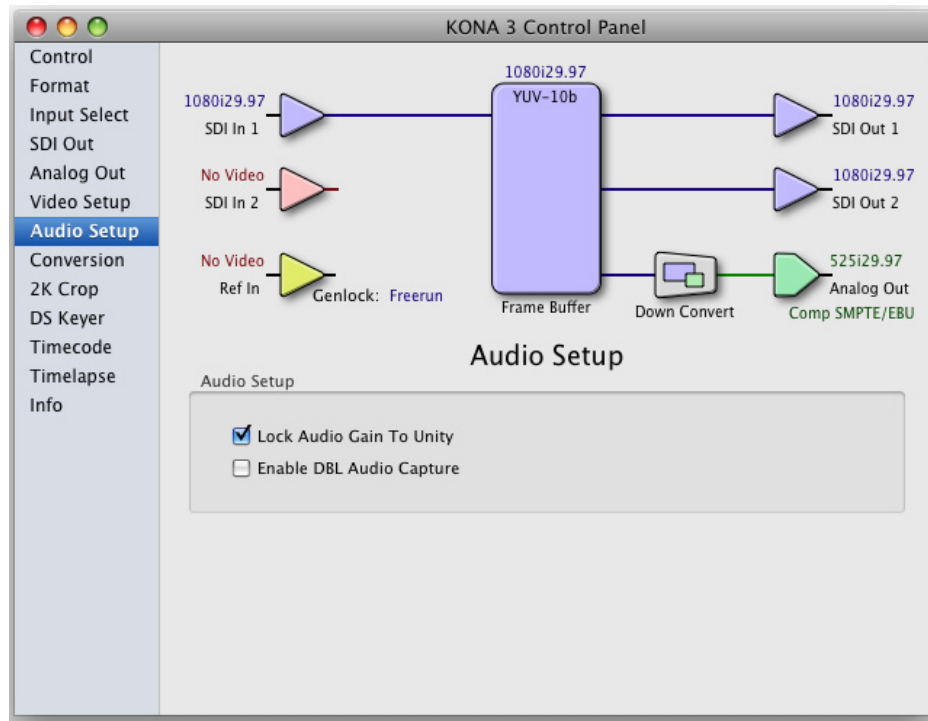 KONA 3 Control Panel
Control
Format
Input Select
SDI Out
Analog Out
Video Setup
Audio Setup
Conversion
2K Crop
DS Keyer
Timecode
Timelapse
Info
1080i29.97
YUV-10b
Frame Buffer
1080i29.97
SDI In 1
No Video
SDI In 2
No Video
Ref In
Genlock: Freerun
1080i29.97
SDI Out 1
1080i29.97
SDI Out 2
Down Convert
525i29.97
Analog Out
Comp SMPTE/EBU
Audio Setup
Audio Setup
Lock Audio Gain To Unity
Enable DBL Audio Capture